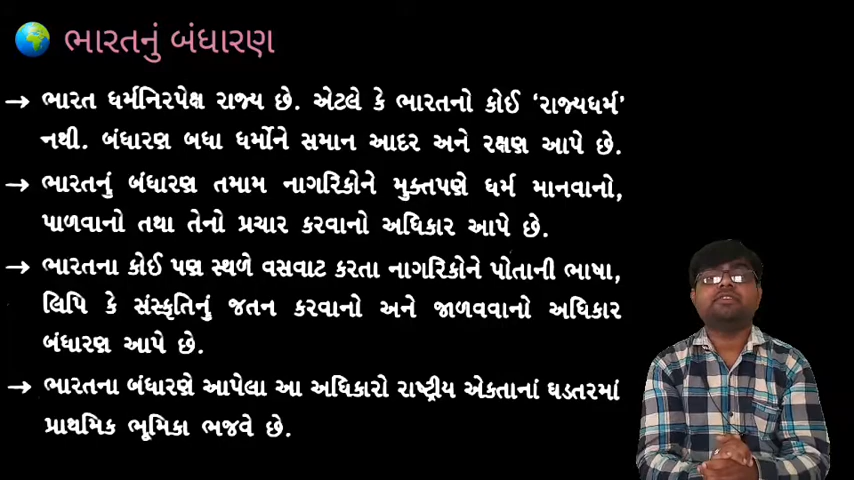 ભારતનું બંધારણ
→ ભારત ધર્મનિરપેક્ષ રાજ્ય છે. એટલે કે ભારતનો કોઈ ‘રાજ્યધર્મ’
નથી. બંધારણ બધા ધર્મોને સમાન આદર અને રક્ષણ આપે છે.
→ ભારતનું બંધારણ તમામ નાગરિકોને મુક્તપણે ધર્મ માનવાનો,
પાળવાનો તથા તેનો પ્રચાર કરવાનો અધિકાર આપે છે.
→ ભારતના કોઈ પણ સ્થળે વસવાટ કરતા નાગરિકોને પોતાની ભાષા,
લિપિ કે સંસ્કૃતિનું જતન કરવાનો અને જાળવવાનો અધિકાર
બંધારણ આપે છે.
→ ભારતના બંધારણે આપેલા આ અધિકારો રાષ્ટ્રીય એકતાનાં ઘડતરમાં
પ્રાથમિક ભૂમિકા ભજવે છે.